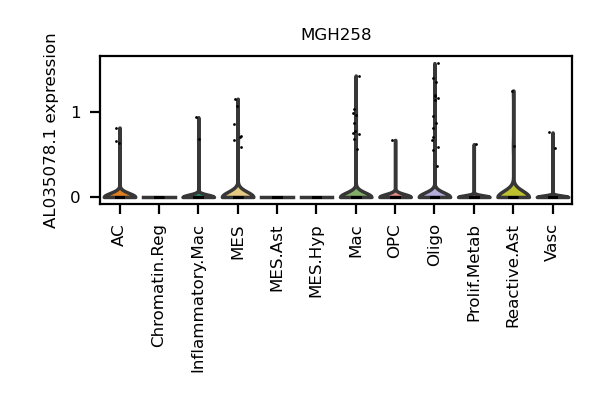 MGH258
AL035078.1 expression
1
0
AC
Chromatin.Reg
Inflammatory.Mac
MES
MES.Ast
MES.Hyp
Mac
OPC
Oligo
Prolif.Metab
Reactive.Ast
Vasc